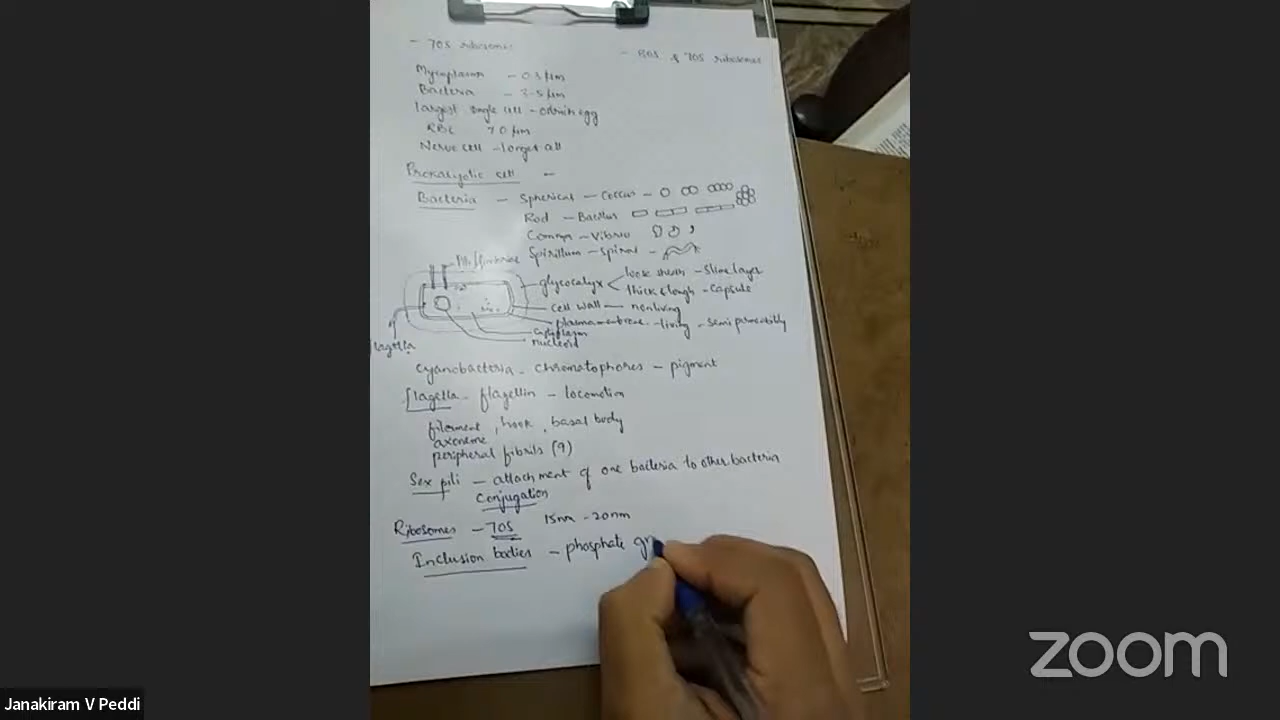 - 70S ribosomes
- 80S & 70S ribosomes
Mycoplasma - 0.3 µm
Bacteria - 3-5 µm
largest single cell - ostrich egg
RBC 7.0 µm
Nerve cell - longest cell
Prokaryotic cell -
Bacteria - Spherical - Coccus -
Rod - Bacillus
Comma - Vibrio
Spirillum - Spiral -
Pili/fimbriae
glycocalyx
loose sheath - Slime layer
thick & tough - Capsule
cell wall - nonliving
plasma membrane - living - semi permeability
cytoplasm
nucleoid
flagella
Cyanobacteria - chromatophores - pigment
flagella - flagellin - locomotion
filament, hook, basal body
axoneme
peripheral fibrils (9)
Sex pili - attachment of one bacteria to other bacteria
Conjugation
Ribosomes - 70S 15nm - 20nm
Inclusion bodies - phosphate gr
zoom
Janakiram V Peddi